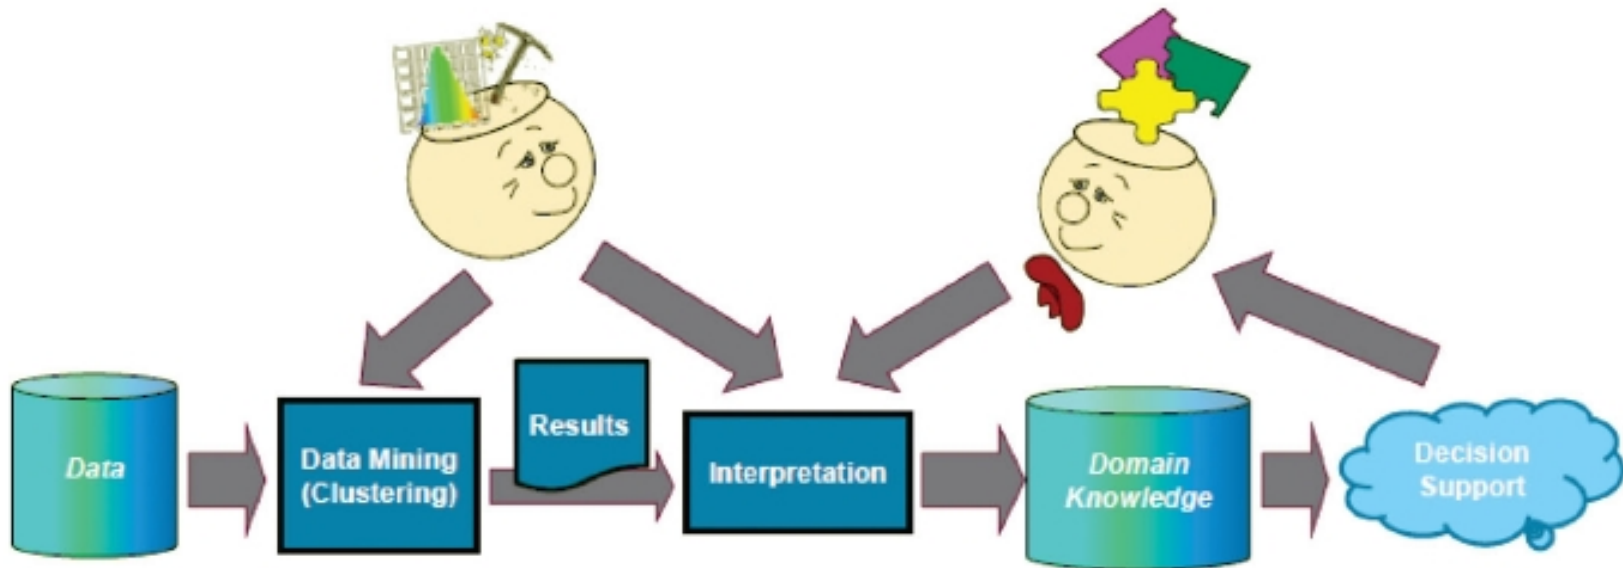 Data
Data Mining
(Clustering)
Results
Interpretation
Domain
Knowledge
Decision
Support